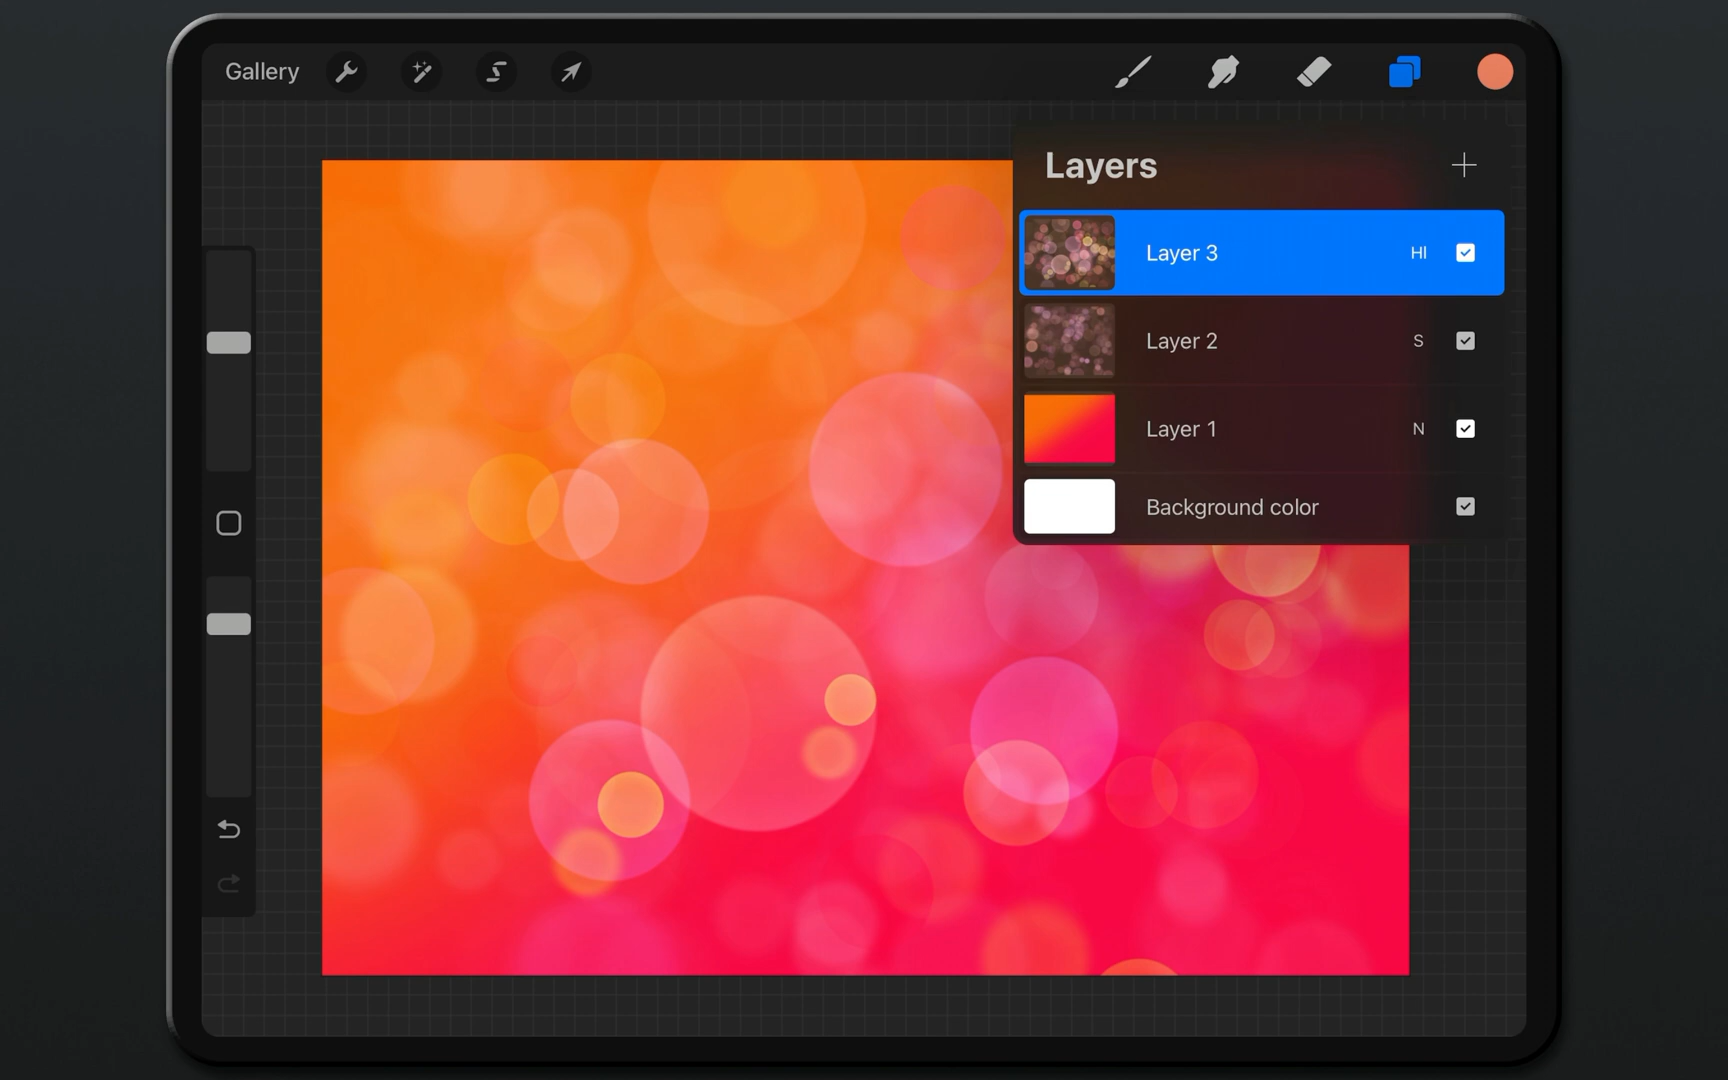 Gallery
Layers
Layer 3 HI
Layer 2 S
Layer 1 N
Background color